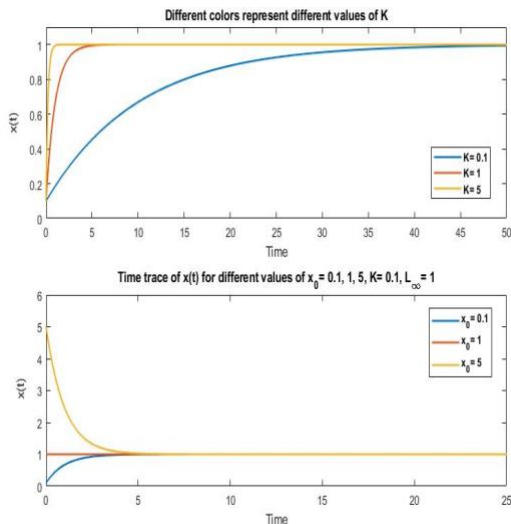 Different colors represent different values of K
x(t)
1
0.8
0.6
0.4
0.2
0
0 5 10 15 20 25 30 35 40 45 50
Time
K= 0.1
K= 1
K= 5
Time trace of x(t) for different values of x₀= 0.1, 1, 5, K= 0.1, L∞= 1
x(t)
6
5
4
3
2
1
0
0 5 10 15 20 25
Time
x₀= 0.1
x₀= 1
x₀= 5